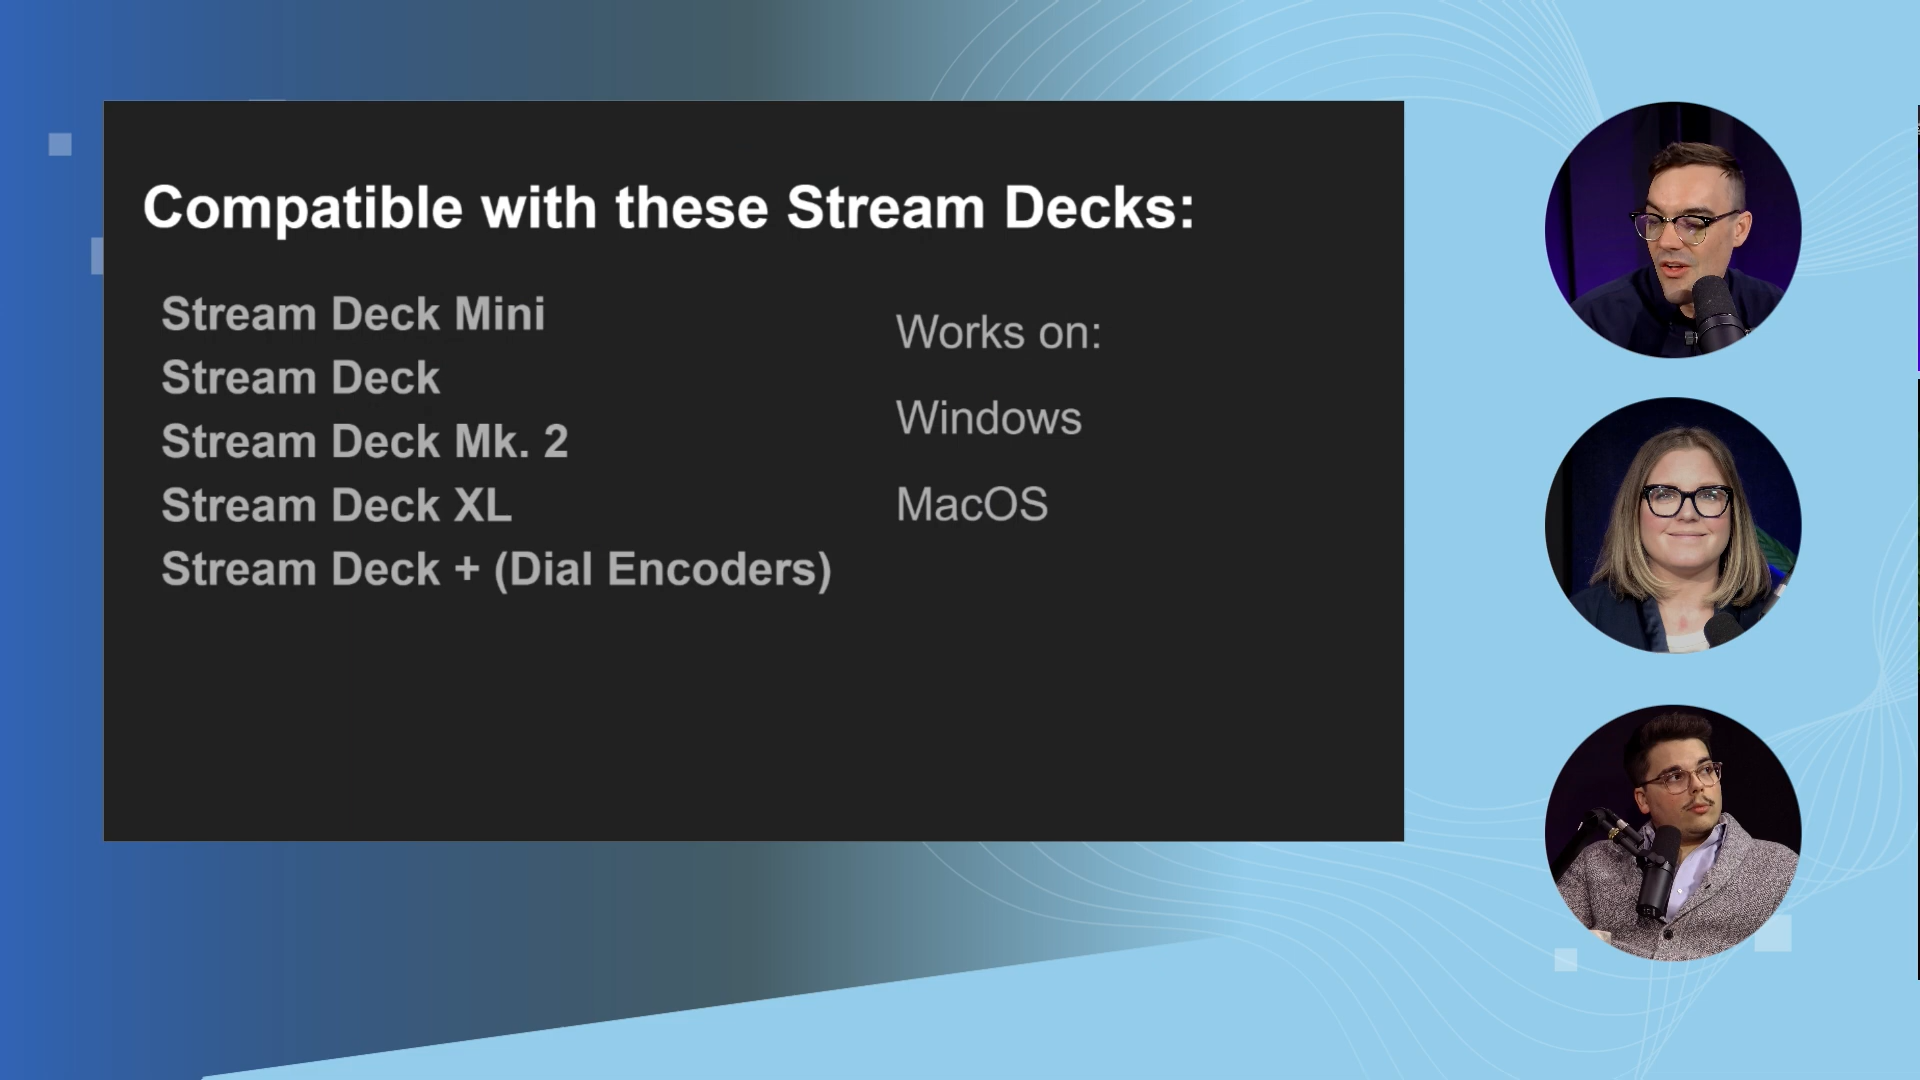 Compatible with these Stream Decks:
Stream Deck Mini
Stream Deck
Stream Deck Mk. 2
Stream Deck XL
Stream Deck + (Dial Encoders)
Works on:
Windows
MacOS